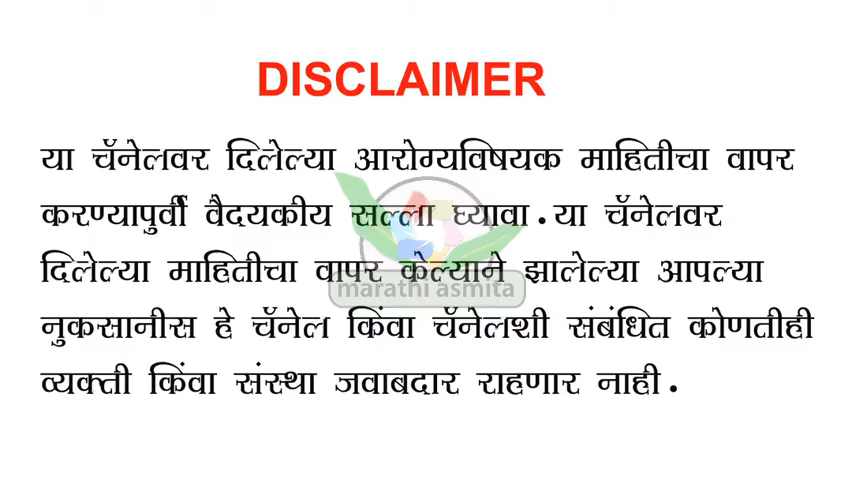 DISCLAIMER
या चॅनेलवर दिलेल्या आरोग्यविषयक माहितीचा वापर
करण्यापुर्वी वैदयकीय सल्ला घ्यावा.या चॅनेलवर
दिलेल्या माहितीचा वापर केल्याने झालेल्या आपल्या
marathi asmita
नुकसानीस हे चॅनेल किंवा चॅनेलशी संबंधित कोणतीही
व्यक्ती किंवा संस्था जवाबदार राहणार नाही.